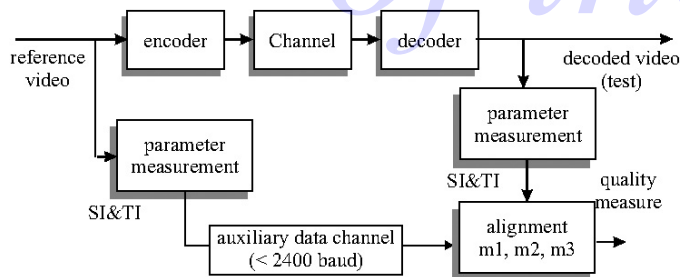 encoder
Channel
decoder
reference
video
decoded video
(test)
parameter
measurement
parameter
measurement
SI&TI
quality
measure
SI&TI
alignment
m1, m2, m3
auxiliary data channel
(< 2400 baud)